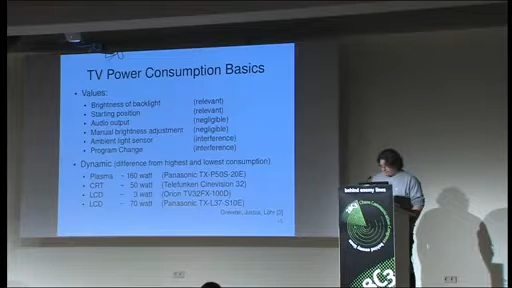 TV Power Consumption Basics
• Values:
• Brightness of backlight (relevant)
• Starting position (relevant)
• Audio output (negligible)
• Manual brightness adjustment (negligible)
• Ambient light sensor (interference)
• Program Change (interference)
• Dynamic (difference from highest and lowest consumption)
• Plasma ~ 160 watt (Panasonic TX-P50S-20E)
• CRT ~ 50 watt (Telefunken Cinevision 32)
• LCD ~ 3 watt (Orion TV32FX-100D)
• LCD ~ 70 watt (Panasonic TX-L37-S10E)
Greveler, Justus, Löhr [3]
behind enemy lines